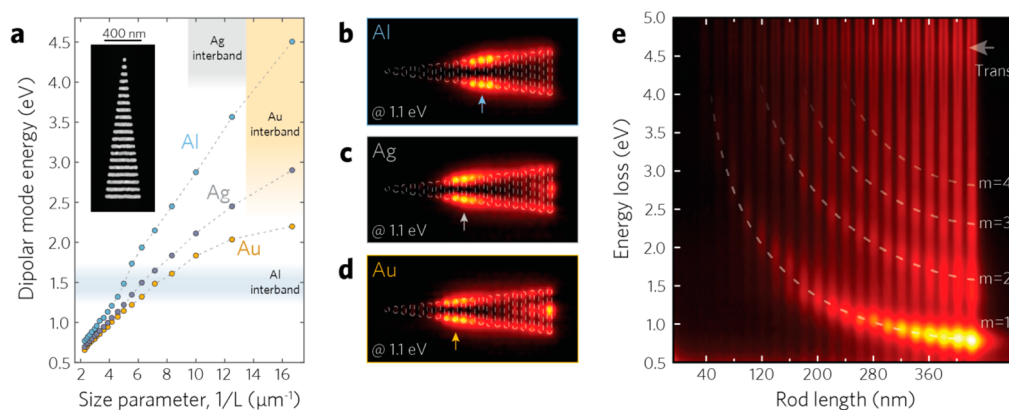 a
400 nm
Ag
interband
Au
interband
Al
Ag
Au
Al
interband
4.5
4.0
3.5
3.0
2.5
2.0
1.5
1.0
0.5
Dipolar mode energy (eV)
2 4 6 8 10 12 14 16
Size parameter, 1/L (μm⁻¹)
b
Al
@ 1.1 eV
c
Ag
@ 1.1 eV
d
Au
@ 1.1 eV
e
5.0
4.5
4.0
3.5
3.0
2.5
2.0
1.5
1.0
0.5
Energy loss (eV)
Trans
m=4
m=3
m=2
m=1
40 120 200 280 360
Rod length (nm)